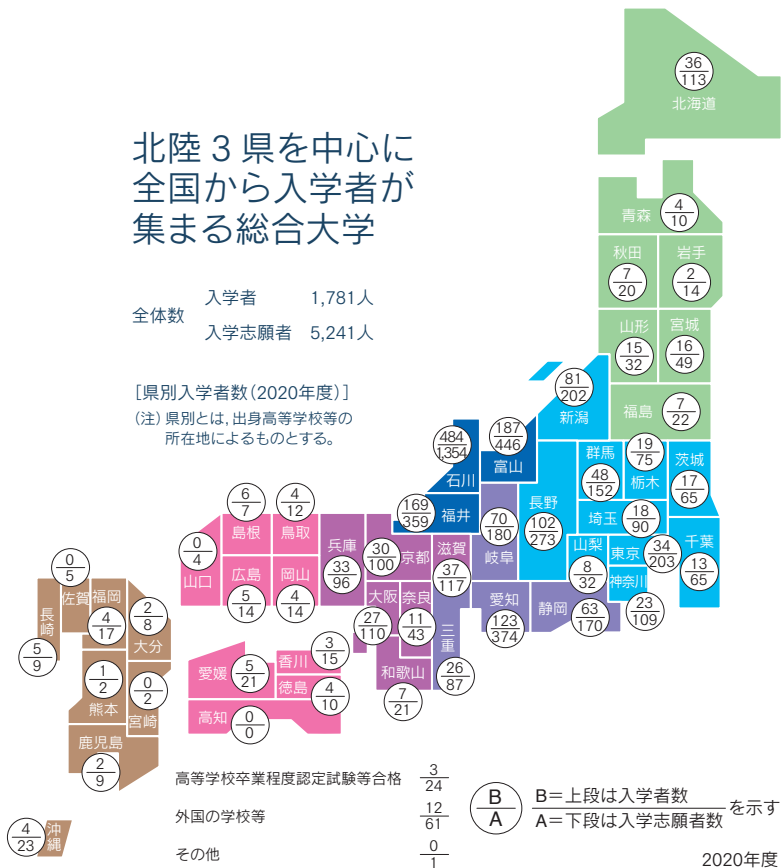 北陸 3 県を中心に
全国から入学者が
集まる総合大学
全体数
入学者 1,781人
入学志願者 5,241人
[県別入学者数(2020年度)]
(注) 県別とは, 出身高等学校等の
所在地によるものとする。
36
113
北海道
青森
4
10
秋田
7
20
岩手
2
14
山形
15
32
宮城
16
49
福島
7
22
81
202
新潟
187
446
富山
484
1,354
石川
169
359
福井
群馬
48
152
19
75
栃木
茨城
17
65
埼玉
18
90
長野
102
273
山梨
8
32
東京
34
203
千葉
13
65
神奈川
23
109
70
180
岐阜
愛知
123
374
静岡
63
170
三重
26
87
滋賀
37
117
京都
30
100
兵庫
33
96
大阪
27
110
奈良
11
43
和歌山
7
21
4
12
鳥取
6
7
島根
岡山
4
14
広島
5
14
0
4
山口
香川
3
15
徳島
4
10
愛媛
5
21
高知
0
0
福岡
4
17
0
5
佐賀
長崎
5
9
2
8
大分
1
2
熊本
0
2
宮崎
鹿児島
2
9
4
23
沖縄
高等学校卒業程度認定試験等合格
3
24
外国の学校等
12
61
その他
0
1
B
A
B=上段は入学者数
A=下段は入学志願者数
を示す
2020年度